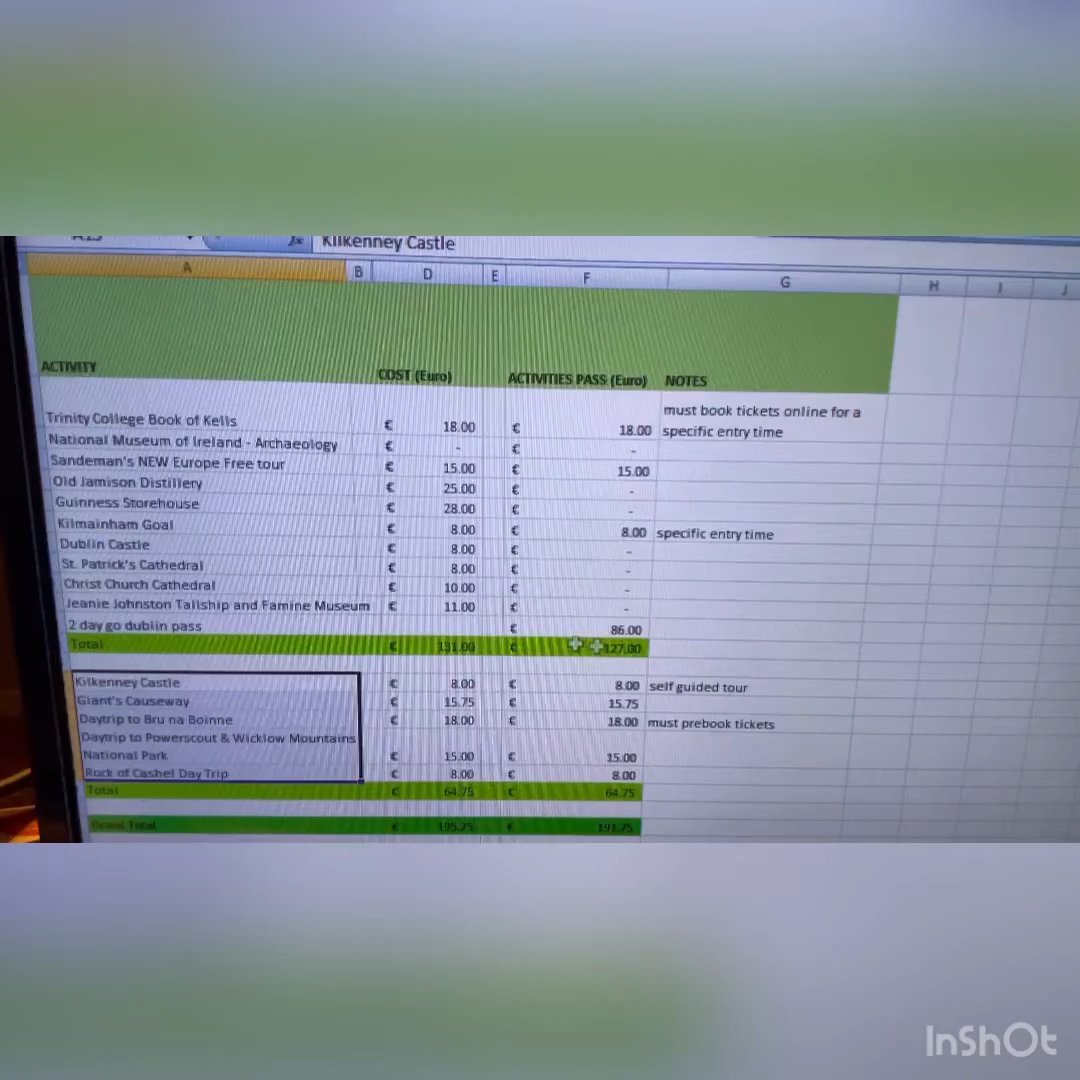 Kilkenney Castle
A B D E F G H I J
ACTIVITY COST (Euro) ACTIVITIES PASS (Euro) NOTES
must book tickets online for a
Trinity College Book of Kells € 18.00 € 18.00 specific entry time
National Museum of Ireland - Archaeology € - € -
Sandeman's NEW Europe Free tour € 15.00 € 15.00
Old Jamison Distillery € 25.00 € -
Guinness Storehouse € 28.00 € -
Kilmainham Goal € 8.00 € 8.00 specific entry time
Dublin Castle € 8.00 € -
St. Patrick's Cathedral € 8.00 € -
Christ Church Cathedral € 10.00 € -
Jeanie Johnston Tallship and Famine Museum € 11.00 € -
2 day go dublin pass € 86.00
Total € 131.00 € 127.00
Kilkenney Castle € 8.00 € 8.00 self guided tour
Giant's Causeway € 15.75 € 15.75
Daytrip to Bru na Boinne € 18.00 € 18.00 must prebook tickets
Daytrip to Powerscout & Wicklow Mountains
National Park € 15.00 € 15.00
Rock of Cashel Day Trip € 8.00 € 8.00
Total € 64.75 € 64.75
Grand Total € 195.75 € 191.75
InShOt